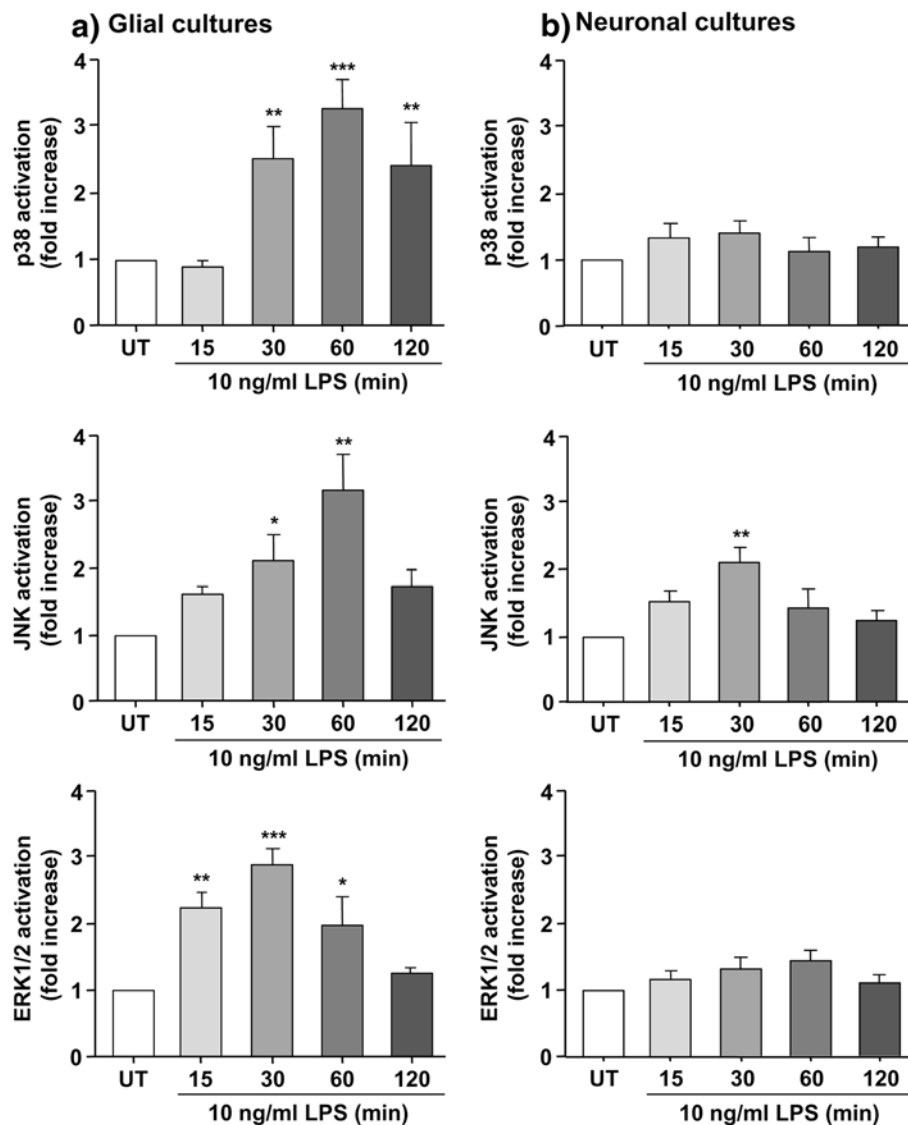 a) Glial cultures
b) Neuronal cultures
p38 activation
(fold increase)
4
3
2
1
0
**
***
**
UT 15 30 60 120
10 ng/ml LPS (min)
p38 activation
(fold increase)
4
3
2
1
0
UT 15 30 60 120
10 ng/ml LPS (min)
JNK activation
(fold increase)
4
3
2
1
0
*
**
UT 15 30 60 120
10 ng/ml LPS (min)
JNK activation
(fold increase)
4
3
2
1
0
**
UT 15 30 60 120
10 ng/ml LPS (min)
ERK1/2 activation
(fold increase)
4
3
2
1
0
**
***
*
UT 15 30 60 120
10 ng/ml LPS (min)
ERK1/2 activation
(fold increase)
4
3
2
1
0
UT 15 30 60 120
10 ng/ml LPS (min)